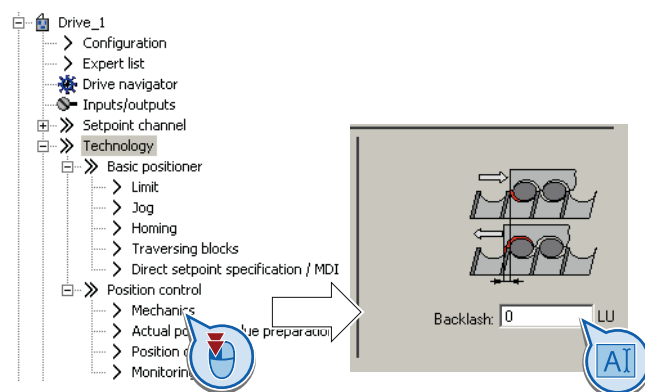 Drive_1
Configuration
Expert list
Drive navigator
Inputs/outputs
Setpoint channel
Technology
Basic positioner
Limit
Jog
Homing
Traversing blocks
Direct setpoint specification / MDI
Position control
Mechanics
Actual po ue preparation
Position
Monitoring
Backlash: 0 LU
A